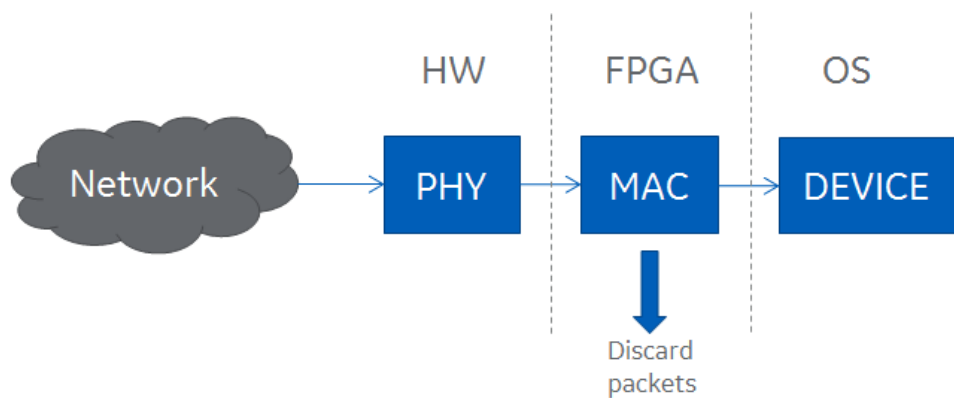 HW
FPGA
OS
Network
PHY
MAC
DEVICE
Discard
packets